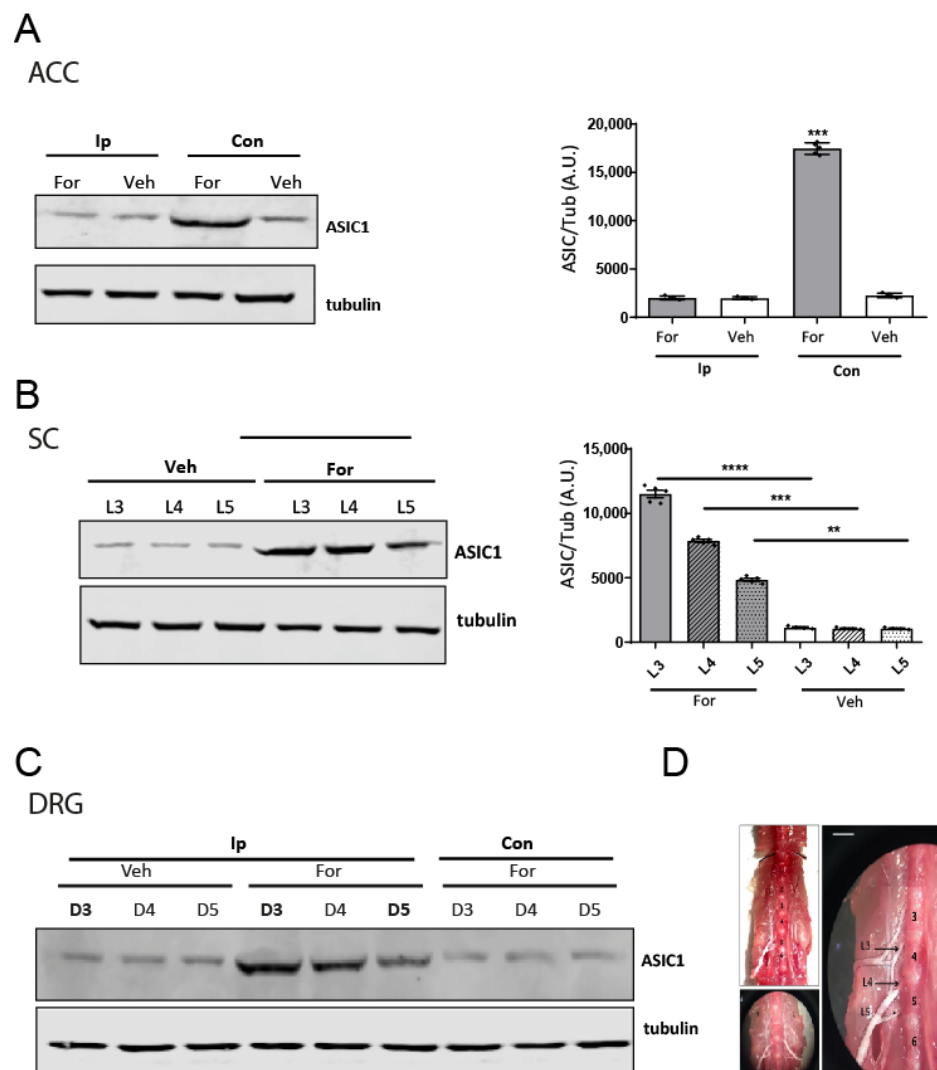 A
ACC
Ip Con
For Veh For Veh
ASIC1
tubulin
ASIC/Tub (A.U.)
20,000
15,000
10,000
5000
0
***
For Veh For Veh
Ip Con
B
SC
Veh For
L3 L4 L5 L3 L4 L5
ASIC1
tubulin
ASIC/Tub (A.U.)
15,000
10,000
5000
0
****
***
**
L3 L4 L5 L3 L4 L5
For Veh
C
DRG
Ip Con
Veh For For
D3 D4 D5 D3 D4 D5 D3 D4 D5
ASIC1
tubulin
D
3
L3
4
L4
5
L5
6